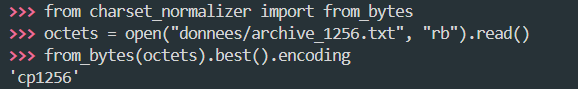 >>> from charset_normalizer import from_bytes
>>> octets = open("donnees/archive_1256.txt", "rb").read()
>>> from_bytes(octets).best().encoding
'cp1256'